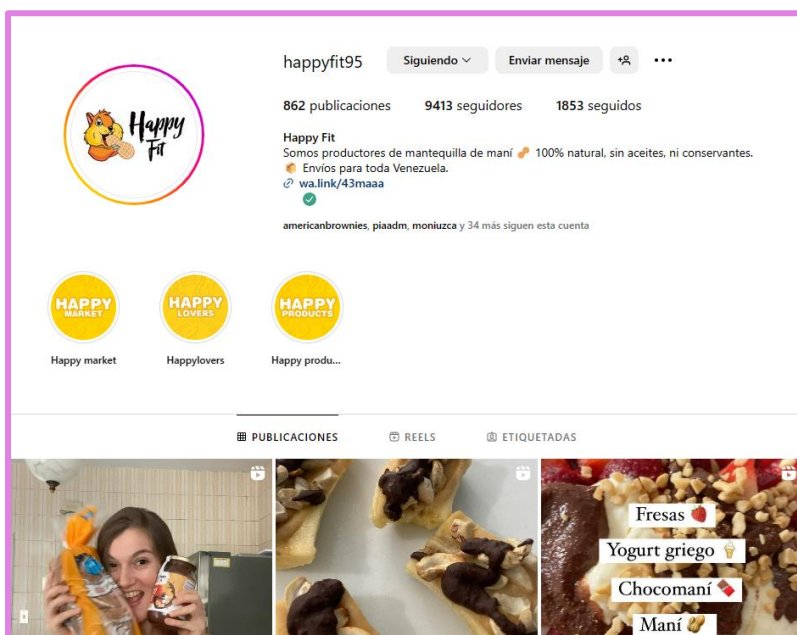 happyfit95 Siguiendo Enviar mensaje
862 publicaciones 9413 seguidores 1853 seguidos
Happy Fit
Happy
Fit
Somos productores de mantequilla de maní 🥜 100% natural, sin aceites, ni conservantes.
📦 Envíos para toda Venezuela.
wa.link/43maaa
americanbrownies, piaadm, moniuzca y 34 más siguen esta cuenta
HAPPY
MARKET
HAPPY
LOVERS
HAPPY
PRODUCTS
Happy market Happylovers Happy produ...
PUBLICACIONES REELS ETIQUETADAS
Fresas 🍓
Yogurt griego 🍦
Chocomaní 🍫
Maní 🥜